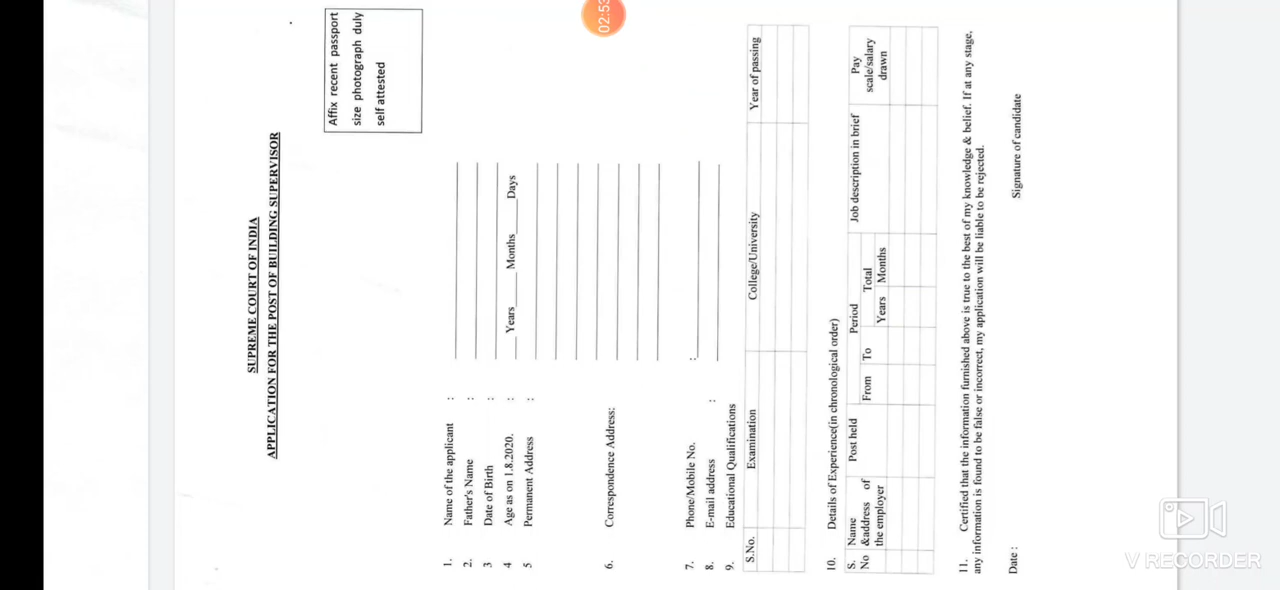 SUPREME COURT OF INDIA
APPLICATION FOR THE POST OF BUILDING SUPERVISOR
Affix recent passport
size photograph duly
self attested
1. Name of the applicant :
2. Father's Name :
3 Date of Birth :
4 Age as on 1.8.2020. : Years Months Days
5 Permanent Address :
6. Correspondence Address:
7. Phone/Mobile No. :
8. E-mail address :
9. Educational Qualifications
S.No. Examination College/University Year of passing
10. Details of Experience(in chronological order)
S. No Name &address of the employer Post held Period Job description in brief Pay scale/salary drawn
From To Total
Years Months
11. Certified that the information furnished above is true to the best of my knowledge & belief. If at any stage,
any information is found to be false or incorrect, my application will be liable to be rejected.
Date : Signature of candidate
02:53
V RECORDER